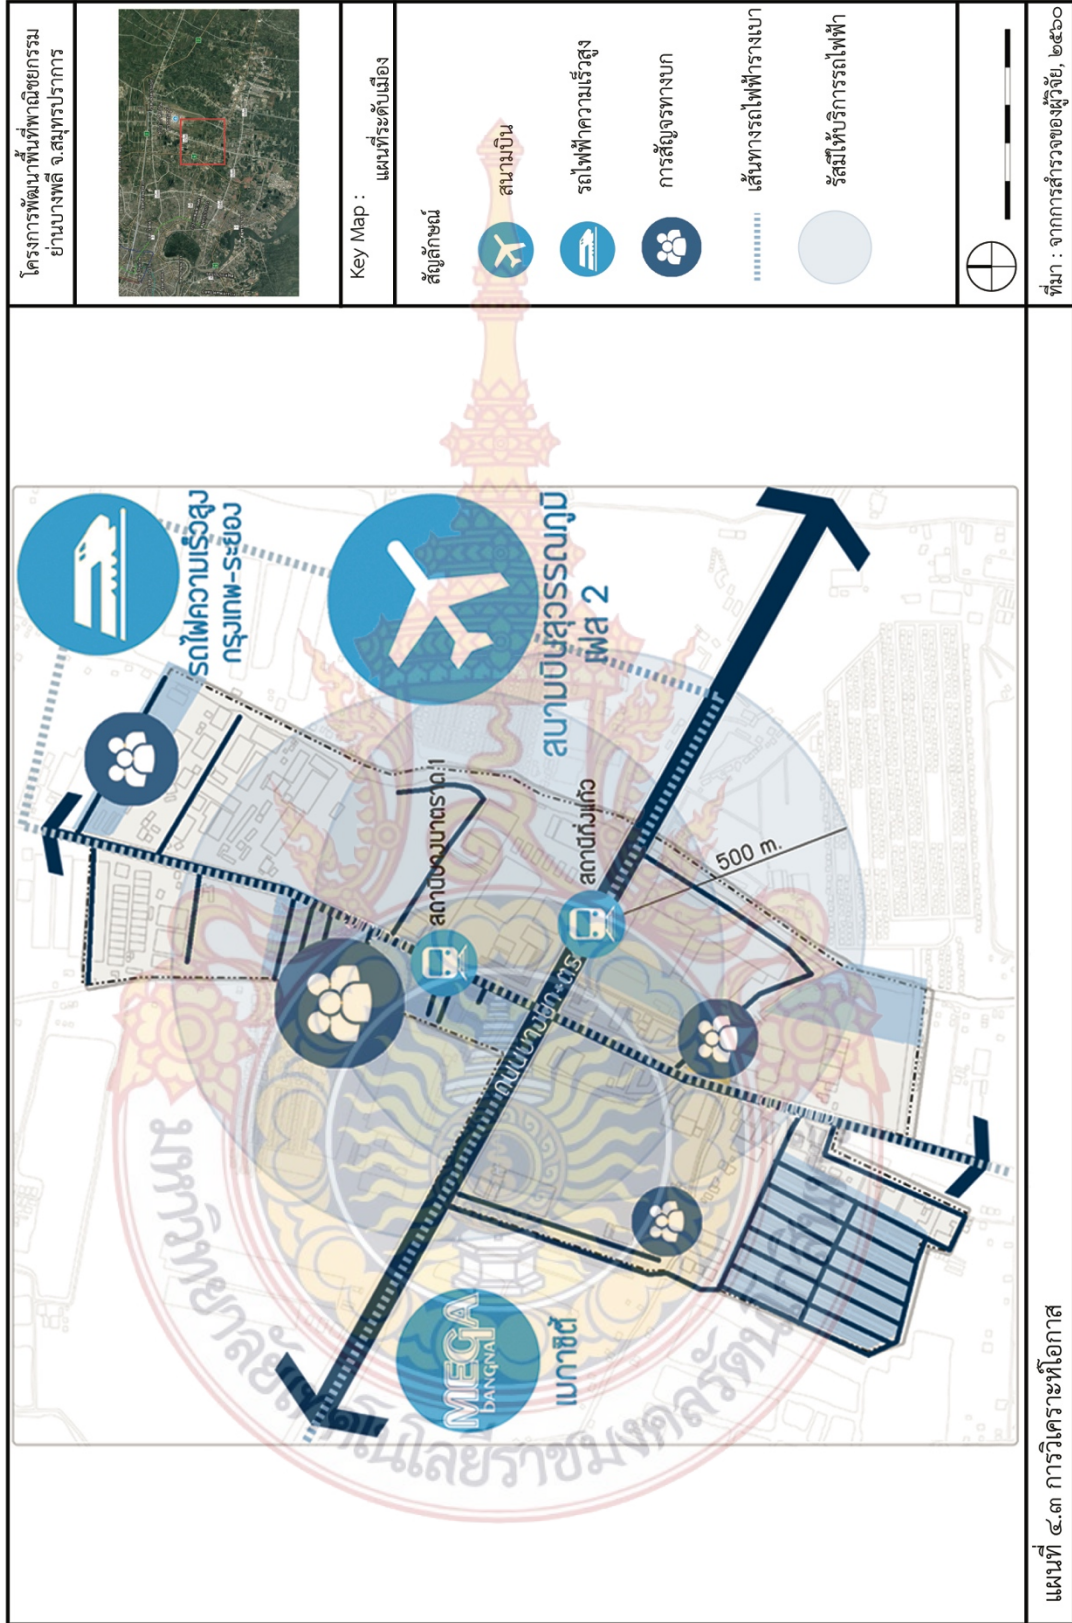 โครงการพัฒนาพื้นที่พาณิชยกรรม
ย่านบางพลี จ.สมุทรปราการ
Key Map :
แผนที่ระดับเมือง
สัญลักษณ์
สนามบิน
รถไฟฟ้าความเร็วสูง
การสัญจรทางบก
เส้นทางรถไฟฟ้ารางเบา
รัสมีให้บริการรถไฟฟ้า
ที่มา : จากการสำรวจของผู้วิจัย, ๒๕๖๐
รถไฟความเร็วสูง
กรุงเทพ-ระยอง
สนามบินสุวรรณภูมิ
เฟส 2
สถานีบางนาตราด1
สถานีกิ่งแก้ว
500 m.
MEGA
bangna
เมกาซิตี้
มหาวิทยาลัยเทคโนโลยีราชมงคลรัตนโกสินทร์
แผนที่ ๔.๓ การวิเคราะห์โอกาส